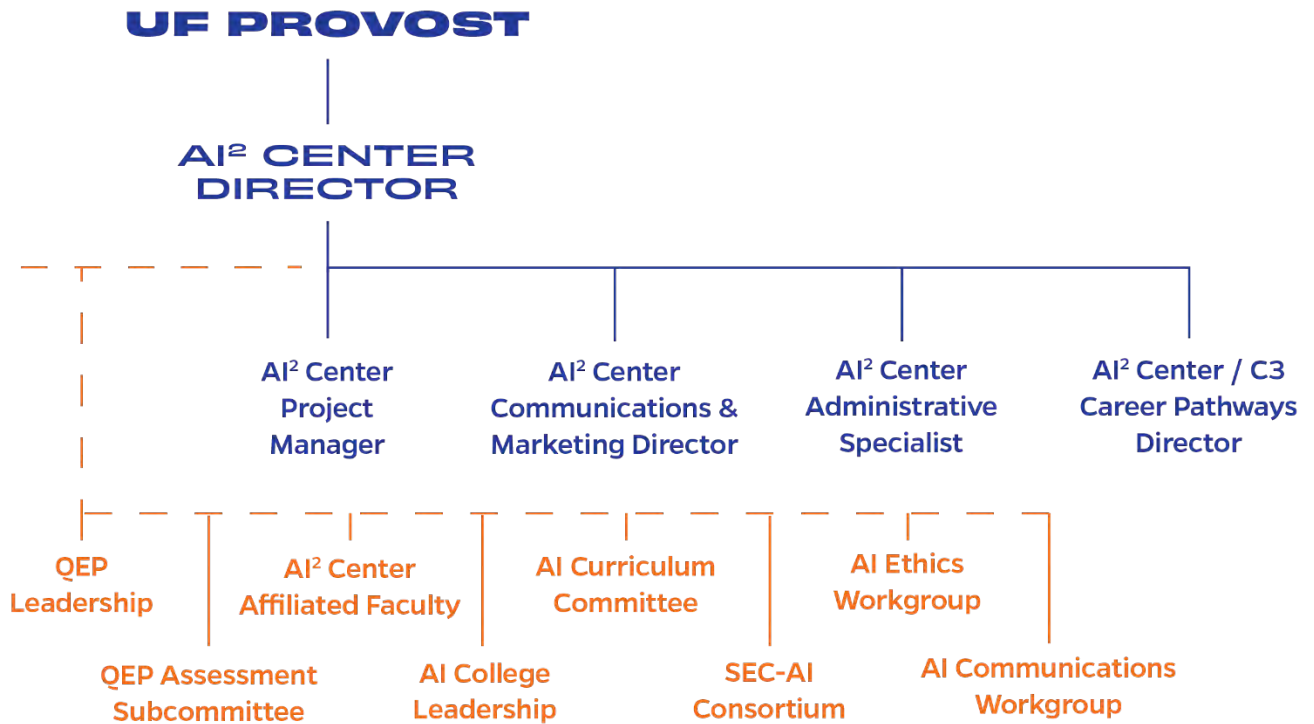 UF PROVOST
AI² CENTER
DIRECTOR
AI² Center
Project
Manager
AI² Center
Communications &
Marketing Director
AI² Center
Administrative
Specialist
AI² Center / C3
Career Pathways
Director
QEP
Leadership
QEP Assessment
Subcommittee
AI² Center
Affiliated Faculty
AI College
Leadership
AI Curriculum
Committee
SEC-AI
Consortium
AI Ethics
Workgroup
AI Communications
Workgroup